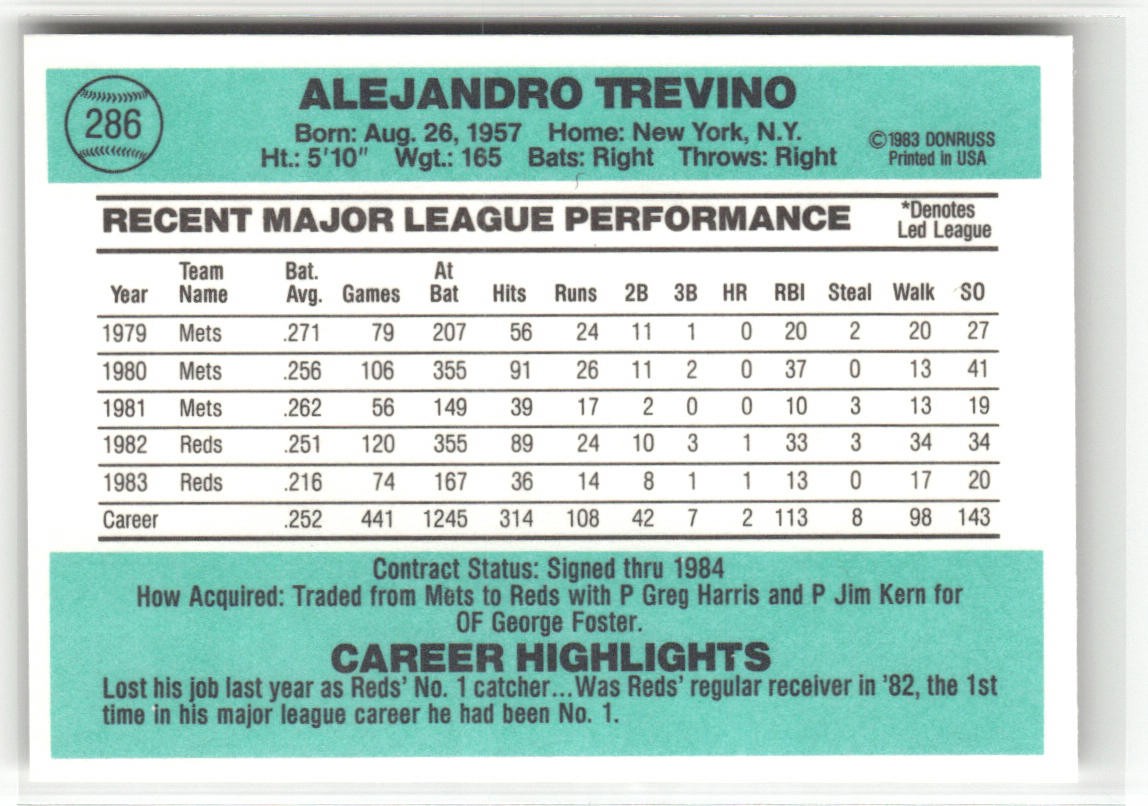 286
ALEJANDRO TREVINO
Born: Aug. 26, 1957 Home: New York, N.Y.
Ht.: 5'10" Wgt.: 165 Bats: Right Throws: Right
©1983 DONRUSS
Printed in USA
RECENT MAJOR LEAGUE PERFORMANCE
*Denotes
Led League
Year Team Name Bat. Avg. Games At Bat Hits Runs 2B 3B HR RBI Steal Walk SO
1979 Mets .271 79 207 56 24 11 1 0 20 2 20 27
1980 Mets .256 106 355 91 26 11 2 0 37 0 13 41
1981 Mets .262 56 149 39 17 2 0 0 10 3 13 19
1982 Reds .251 120 355 89 24 10 3 1 33 3 34 34
1983 Reds .216 74 167 36 14 8 1 1 13 0 17 20
Career .252 441 1245 314 108 42 7 2 113 8 98 143
Contract Status: Signed thru 1984
How Acquired: Traded from Mets to Reds with P Greg Harris and P Jim Kern for
OF George Foster.
CAREER HIGHLIGHTS
Lost his job last year as Reds' No. 1 catcher...Was Reds' regular receiver in '82, the 1st
time in his major league career he had been No. 1.